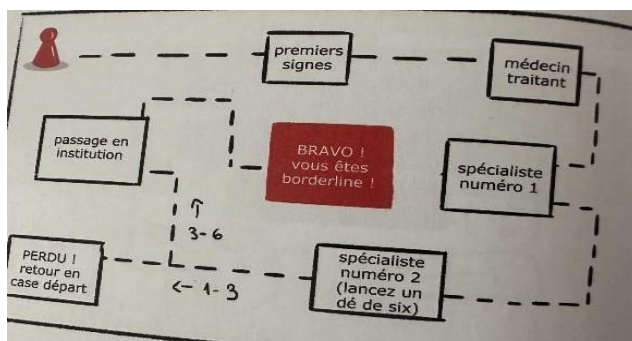 premiers
signes
médecin
traitant
spécialiste
numéro 1
spécialiste
numéro 2
(lancez un
dé de six)
← 1-3
PERDU !
retour en
case départ
↑
3-6
passage en
institution
BRAVO !
vous êtes
borderline !